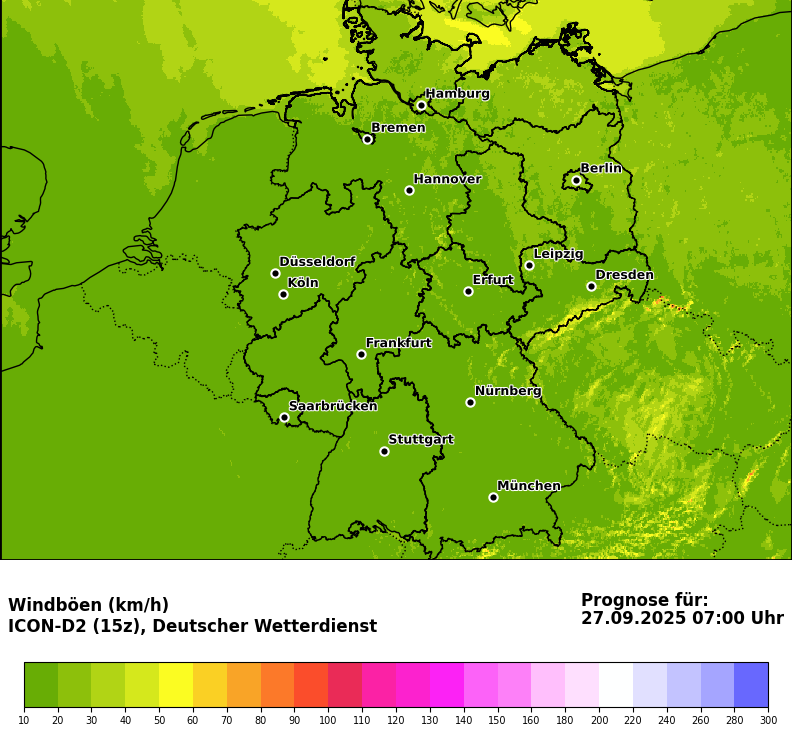 Hamburg
Bremen
Berlin
Hannover
Leipzig
Düsseldorf
Dresden
Erfurt
Köln
Frankfurt
Nürnberg
Saarbrücken
Stuttgart
München
Windböen (km/h)
ICON-D2 (15z), Deutscher Wetterdienst
Prognose für:
27.09.2025 07:00 Uhr
10 20 30 40 50 60 70 80 90 100 110 120 130 140 150 160 180 200 220 240 260 280 300